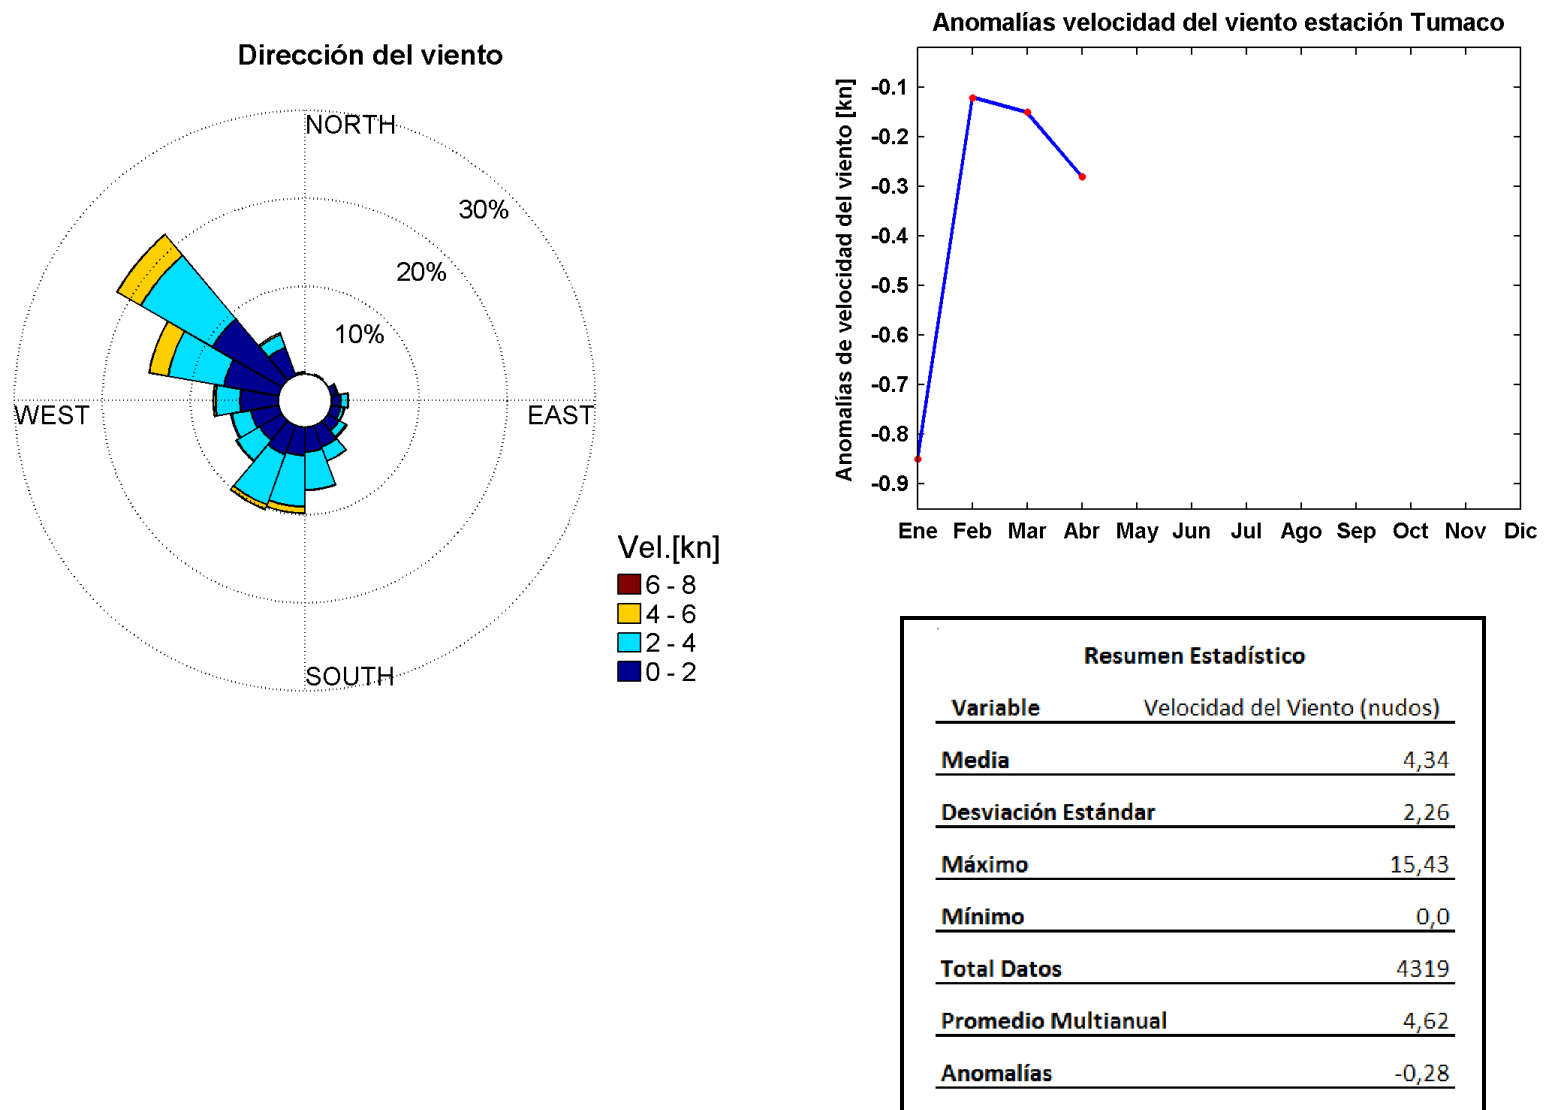 Dirección del viento
NORTH
30%
20%
10%
WEST
EAST
SOUTH
Vel.[kn]
6 - 8
4 - 6
2 - 4
0 - 2
Anomalías velocidad del viento estación Tumaco
Anomalías de velocidad del viento [kn]
-0.1
-0.2
-0.3
-0.4
-0.5
-0.6
-0.7
-0.8
-0.9
Ene Feb Mar Abr May Jun Jul Ago Sep Oct Nov Dic
Resumen Estadístico
Variable Velocidad del Viento (nudos)
Media 4,34
Desviación Estándar 2,26
Máximo 15,43
Mínimo 0,0
Total Datos 4319
Promedio Multianual 4,62
Anomalías -0,28